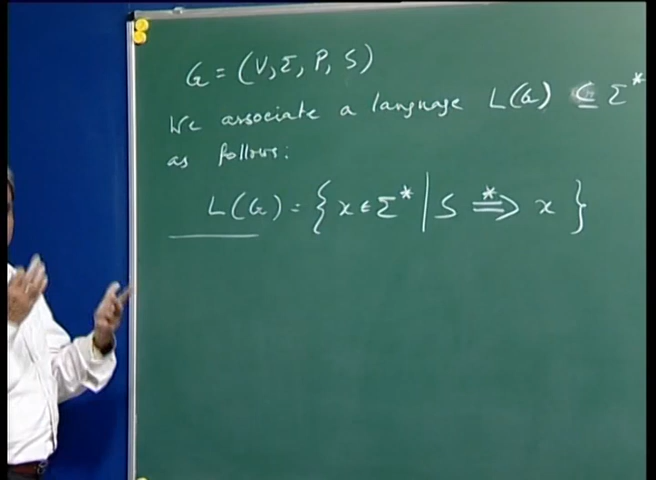 G = (V, Σ, P, S)
We associate a language L(G) ⊆ Σ*
as follows:
L(G) = { x ∈ Σ* | S ⇒* x }